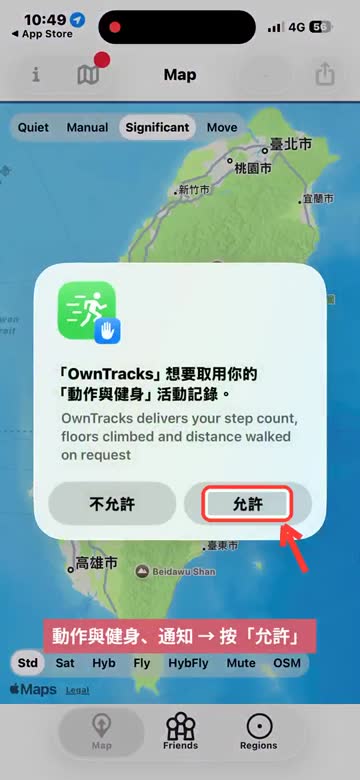 10:49
4G 56
App Store
Map
Quiet Manual Significant Move
臺北市
桃園市
新竹市
宜蘭市
「OwnTracks」想要取用你的
「動作與健身」活動記錄。
OwnTracks delivers your step count,
floors climbed and distance walked
on request
不允許 允許
臺東市
高雄市
Beidawu Shan
動作與健身、通知 → 按「允許」
Std Sat Hyb Fly HybFly Mute OSM
Maps Legal
Map Friends Regions